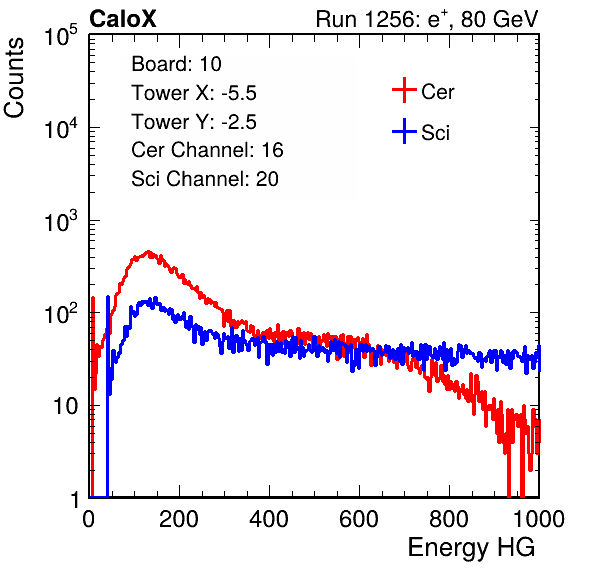 CaloX Run 1256: e⁺, 80 GeV
Counts
10⁵
10⁴
10³
10²
10
1
Board: 10
Tower X: -5.5
Tower Y: -2.5
Cer Channel: 16
Sci Channel: 20
Cer
Sci
0 200 400 600 800 1000
Energy HG